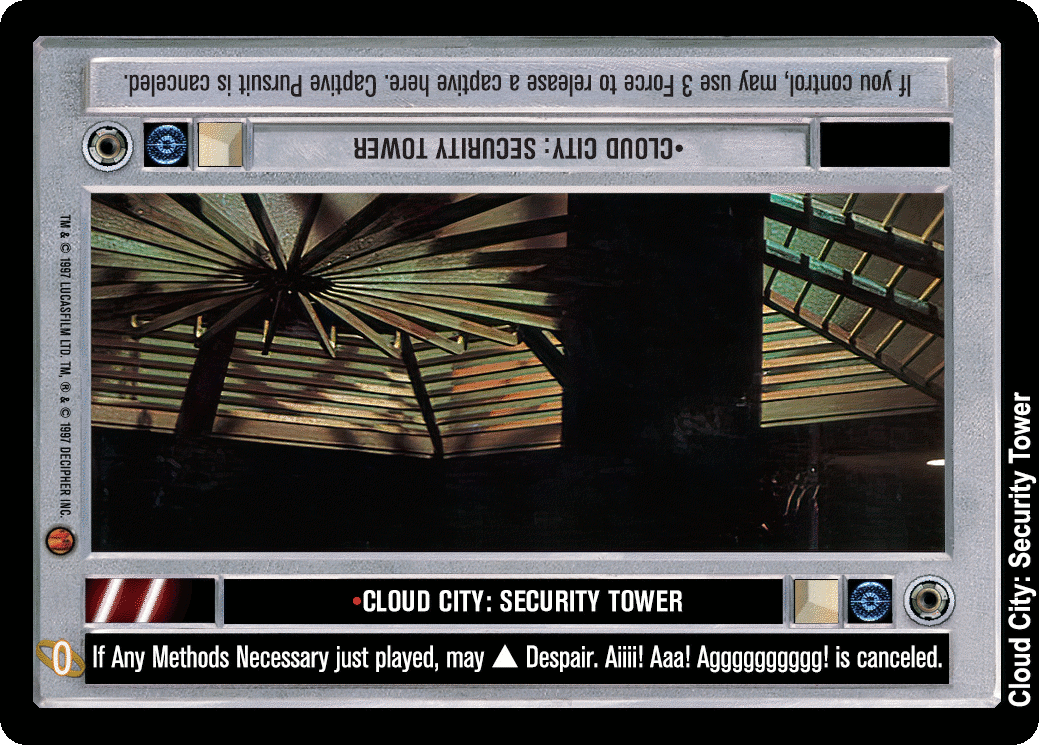 If you control, may use 3 Force to release a captive here. Captive Pursuit is canceled.
•CLOUD CITY: SECURITY TOWER
TM & © 1997 LUCASFILM LTD. TM, ® & © 1997 DECIPHER INC.
•CLOUD CITY: SECURITY TOWER
0 If Any Methods Necessary just played, may ▲ Despair. Aiiii! Aaa! Agggggggggg! is canceled.
Cloud City: Security Tower